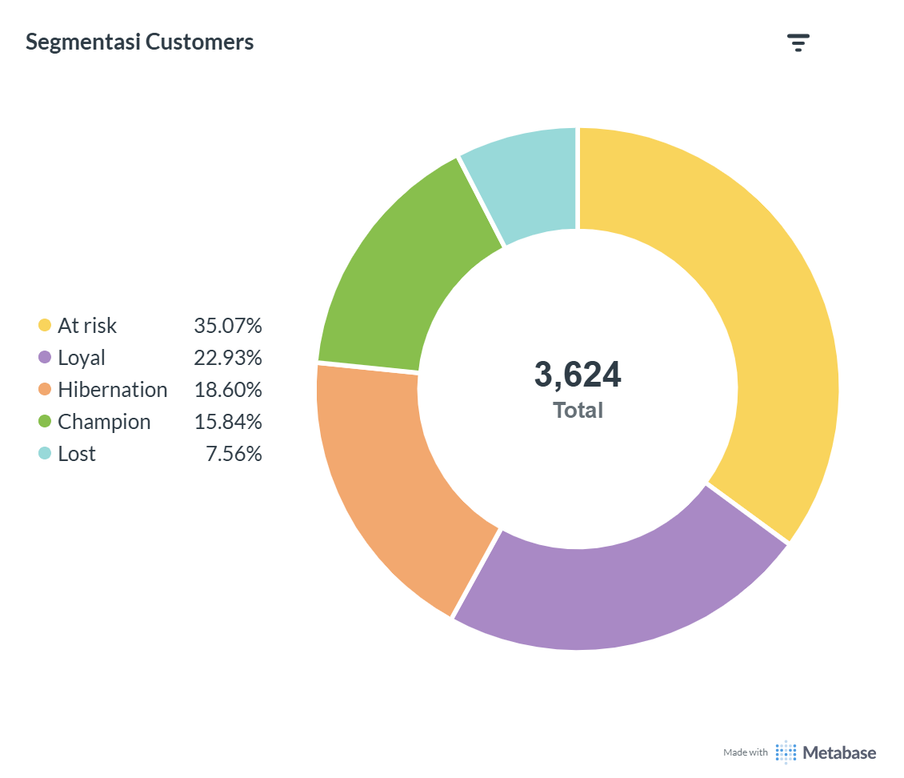 Segmentasi Customers
At risk 35.07%
Loyal 22.93%
Hibernation 18.60%
Champion 15.84%
Lost 7.56%
3,624
Total
Made with Metabase